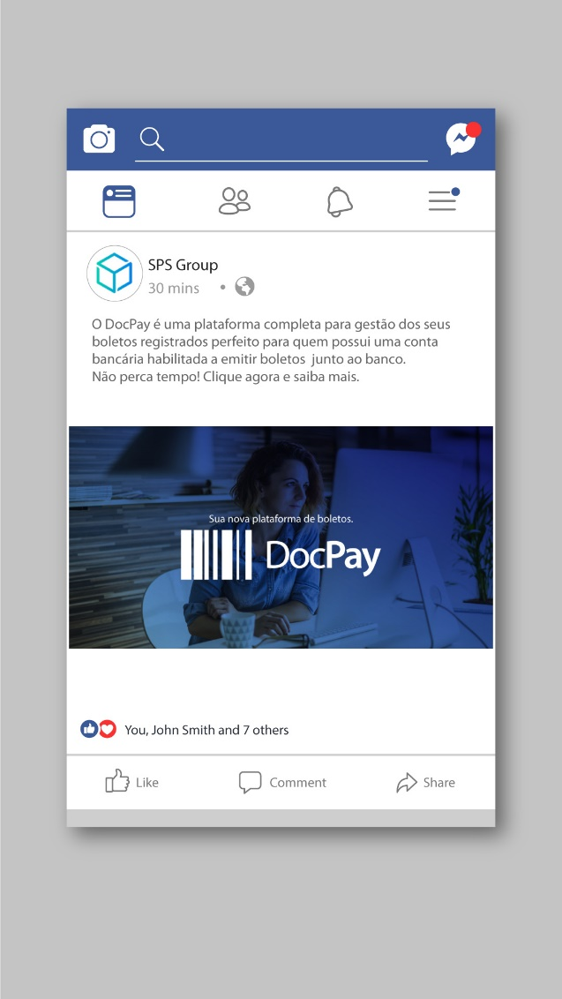 SPS Group
30 mins •
O DocPay é uma plataforma completa para gestão dos seus
boletos registrados perfeito para quem possui uma conta
bancária habilitada a emitir boletos  junto ao banco.
Não perca tempo! Clique agora e saiba mais.
Sua nova plataforma de boletos.
DocPay
You, John Smith and 7 others
Like Comment Share